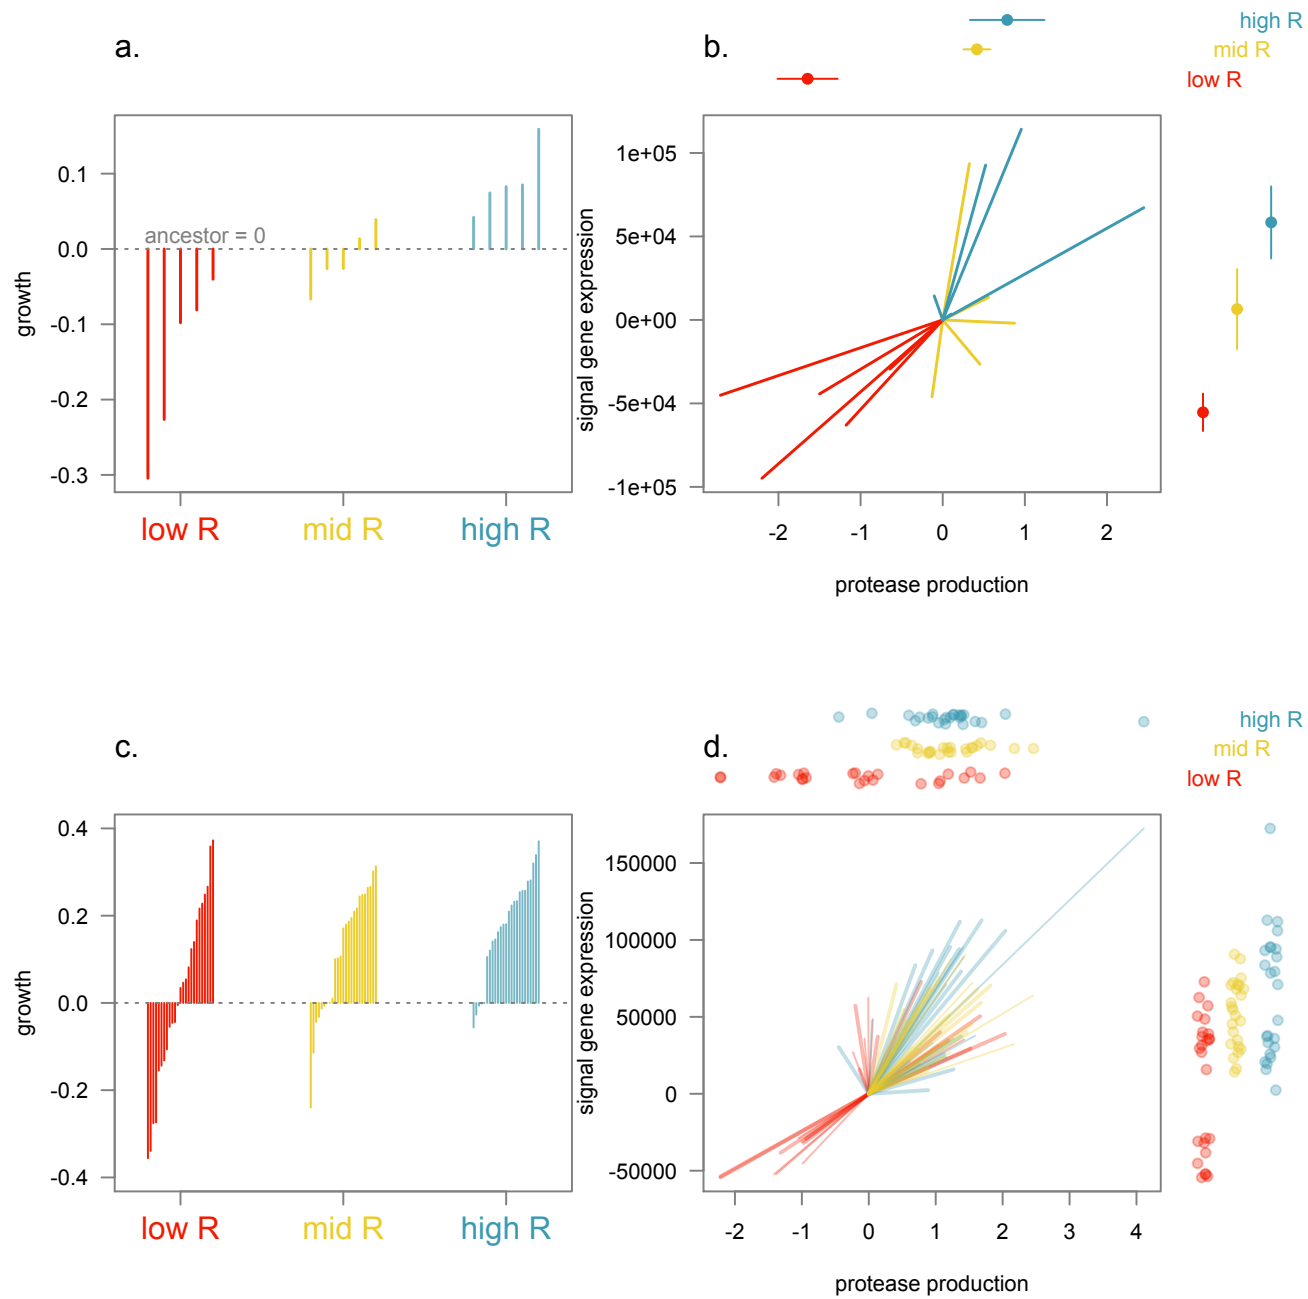 a.
growth
0.1
0.0
-0.1
-0.2
-0.3
ancestor = 0
low R
mid R
high R
b.
high R
mid R
low R
signal gene expression
1e+05
5e+04
0e+00
-5e+04
-1e+05
-2
-1
0
1
2
protease production
c.
growth
0.4
0.2
0.0
-0.2
-0.4
low R
mid R
high R
d.
high R
mid R
low R
signal gene expression
150000
100000
50000
0
-50000
-2
-1
0
1
2
3
4
protease production